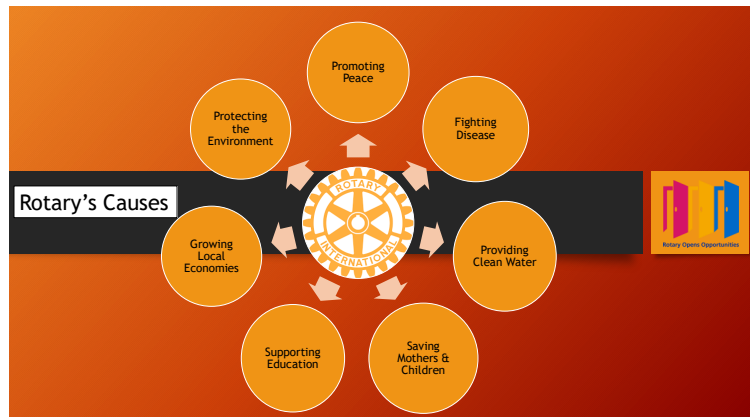 Rotary's Causes
Promoting
Peace
Fighting
Disease
Providing
Clean Water
Saving
Mothers &
Children
Supporting
Education
Growing
Local
Economies
Protecting
the
Environment
ROTARY
INTERNATIONAL
Rotary Opens Opportunities